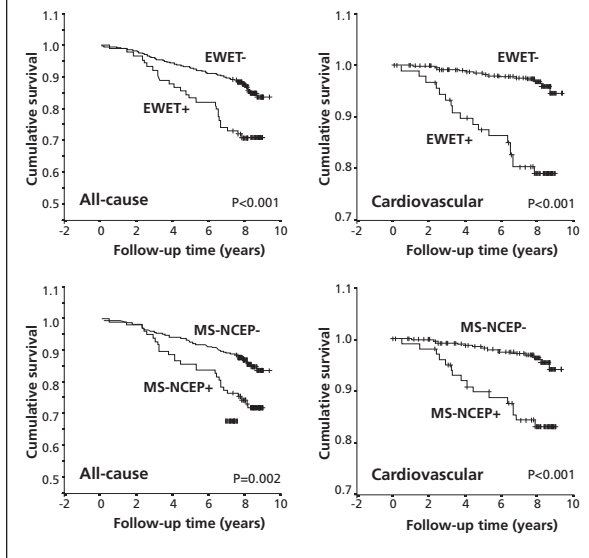 1.1
1.0
0.9
0.8
0.7
0.6
0.5
Cumulative survival
EWET-
EWET+
All-cause
P<0.001
-2 0 2 4 6 8 10
Follow-up time (years)
1.1
1.0
0.9
0.8
0.7
Cumulative survival
EWET-
EWET+
Cardiovascular
P<0.001
-2 0 2 4 6 8 10
Follow-up time (years)
1.1
1.0
0.9
0.8
0.7
0.6
0.5
Cumulative survival
MS-NCEP-
MS-NCEP+
All-cause
P=0.002
-2 0 2 4 6 8 10
Follow-up time (years)
1.1
1.0
0.9
0.8
0.7
Cumulative survival
MS-NCEP-
MS-NCEP+
Cardiovascular
P<0.001
-2 0 2 4 6 8 10
Follow-up time (years)